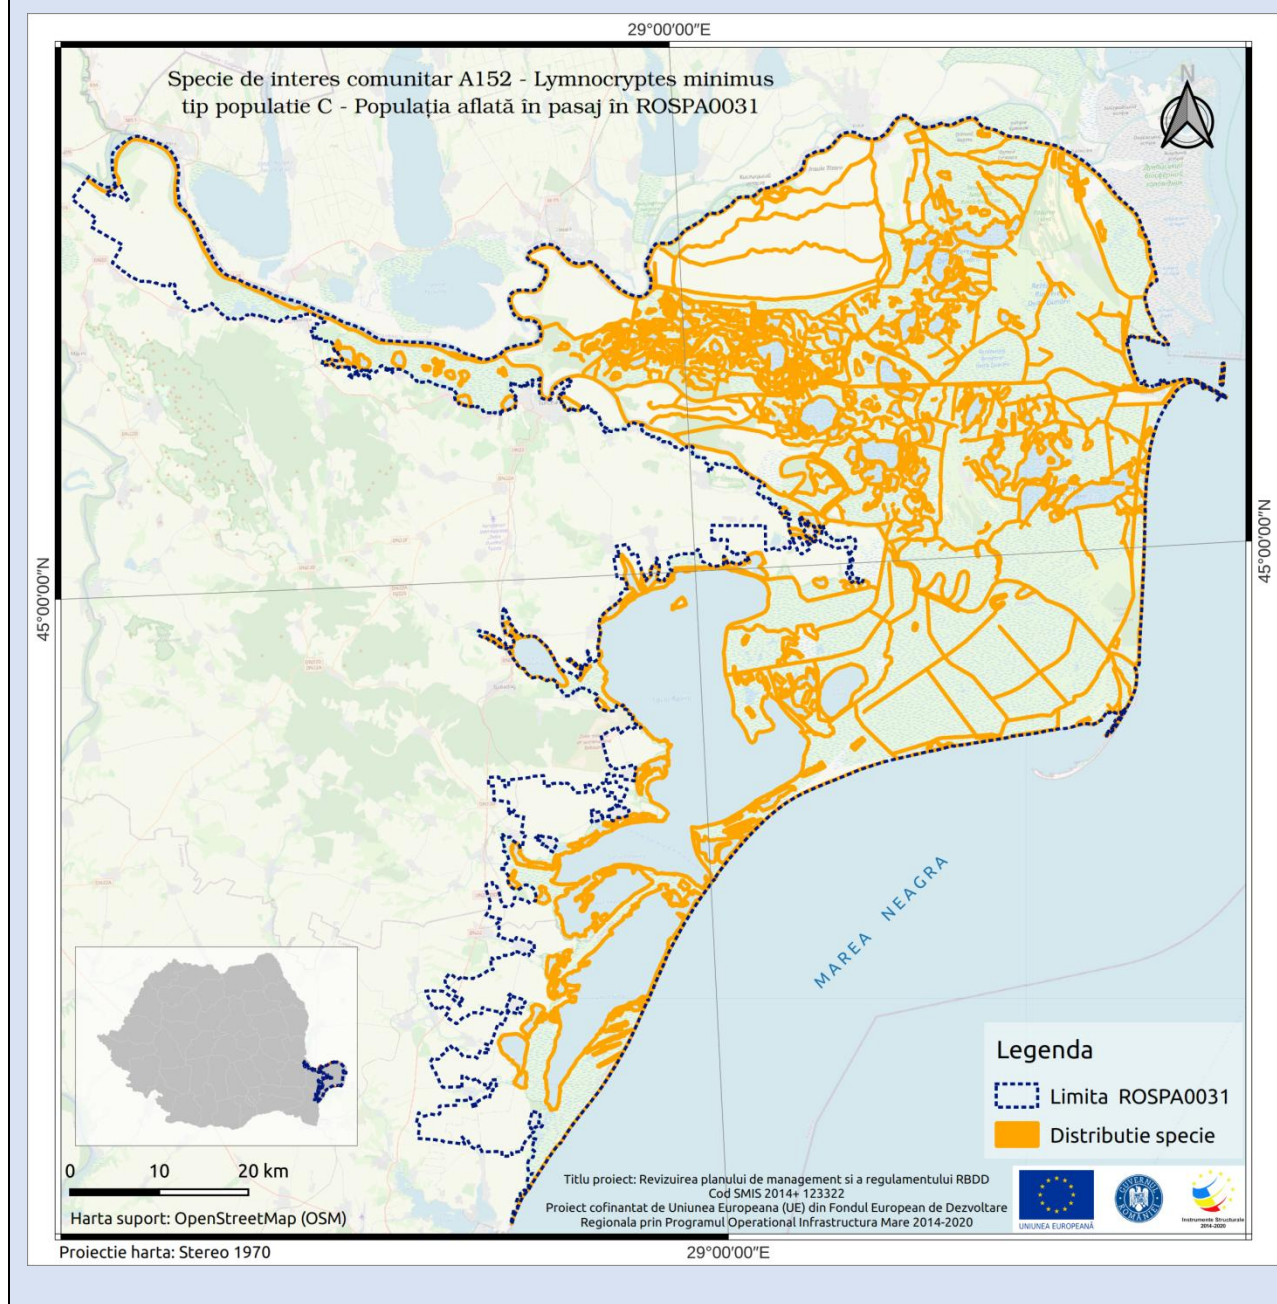 29°00'00"E
Specie de interes comunitar A152 - Lymnocryptes minimus
tip populatie C - Populația aflată în pasaj în ROSPA0031
N
45°00'00"N
45°00'00"N
MAREA NEAGRA
Legenda
Limita ROSPA0031
Distributie specie
0 10 20 km
Harta suport: OpenStreetMap (OSM)
Titlu proiect: Revizuirea planului de management si a regulamentului RBDD
Cod SMIS 2014+ 123322
Proiect cofinantat de Uniunea Europeana (UE) din Fondul European de Dezvoltare
Regionala prin Programul Operational Infrastructura Mare 2014-2020
UNIUNEA EUROPEANĂ
GUVERNUL ROMÂNIEI
Instrumente Structurale
2014-2020
Proiectie harta: Stereo 1970
29°00'00"E